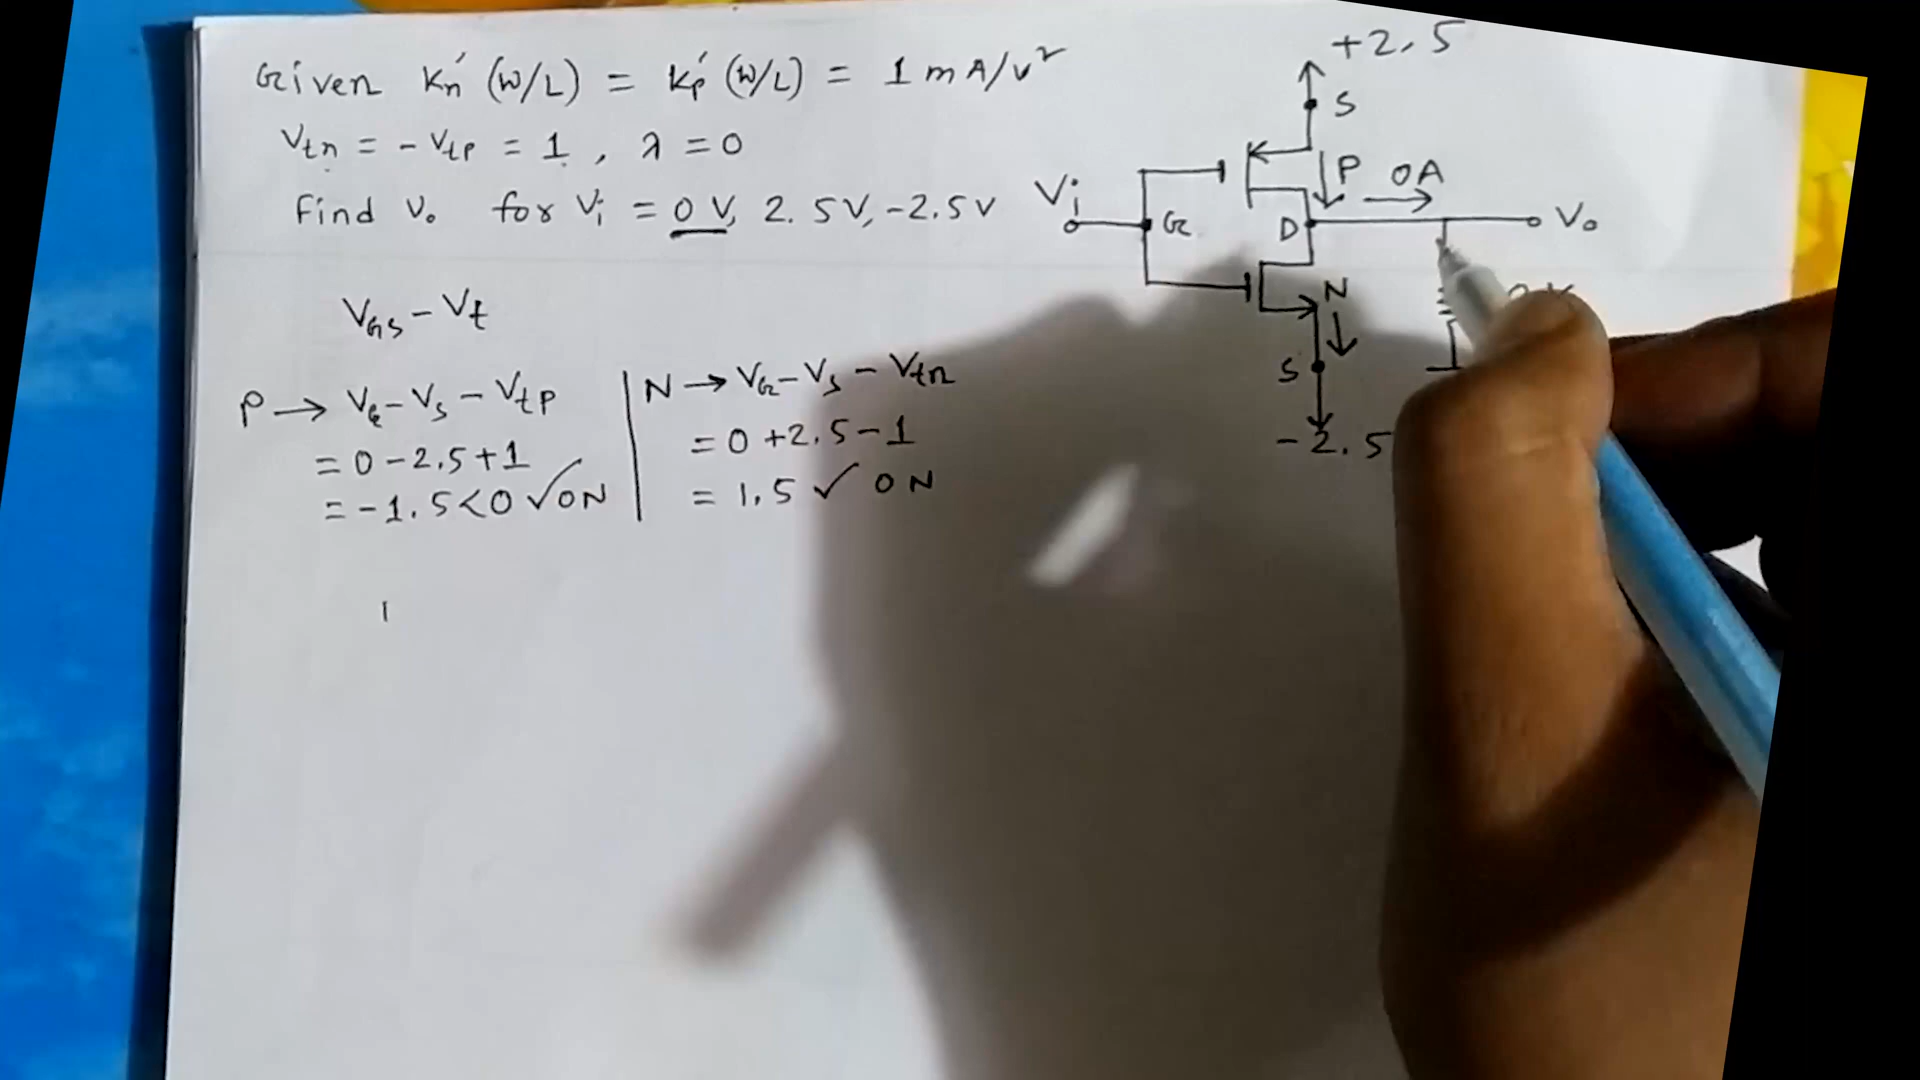 Given Kn' (W/L) = Kp' (W/L) = 1 mA/V²
Vtn = - Vtp = 1 , λ = 0
Find Vo for Vi = 0 V, 2.5V, -2.5V
VGS - Vt
P → VG - VS - Vtp
= 0 - 2.5 + 1
= -1.5 < 0 ✓ ON
N → VG - VS - Vtn
= 0 + 2.5 - 1
= 1.5 ✓ ON
+2.5
S
P
0A
Vi
G
D
Vo
N
S
-2.5